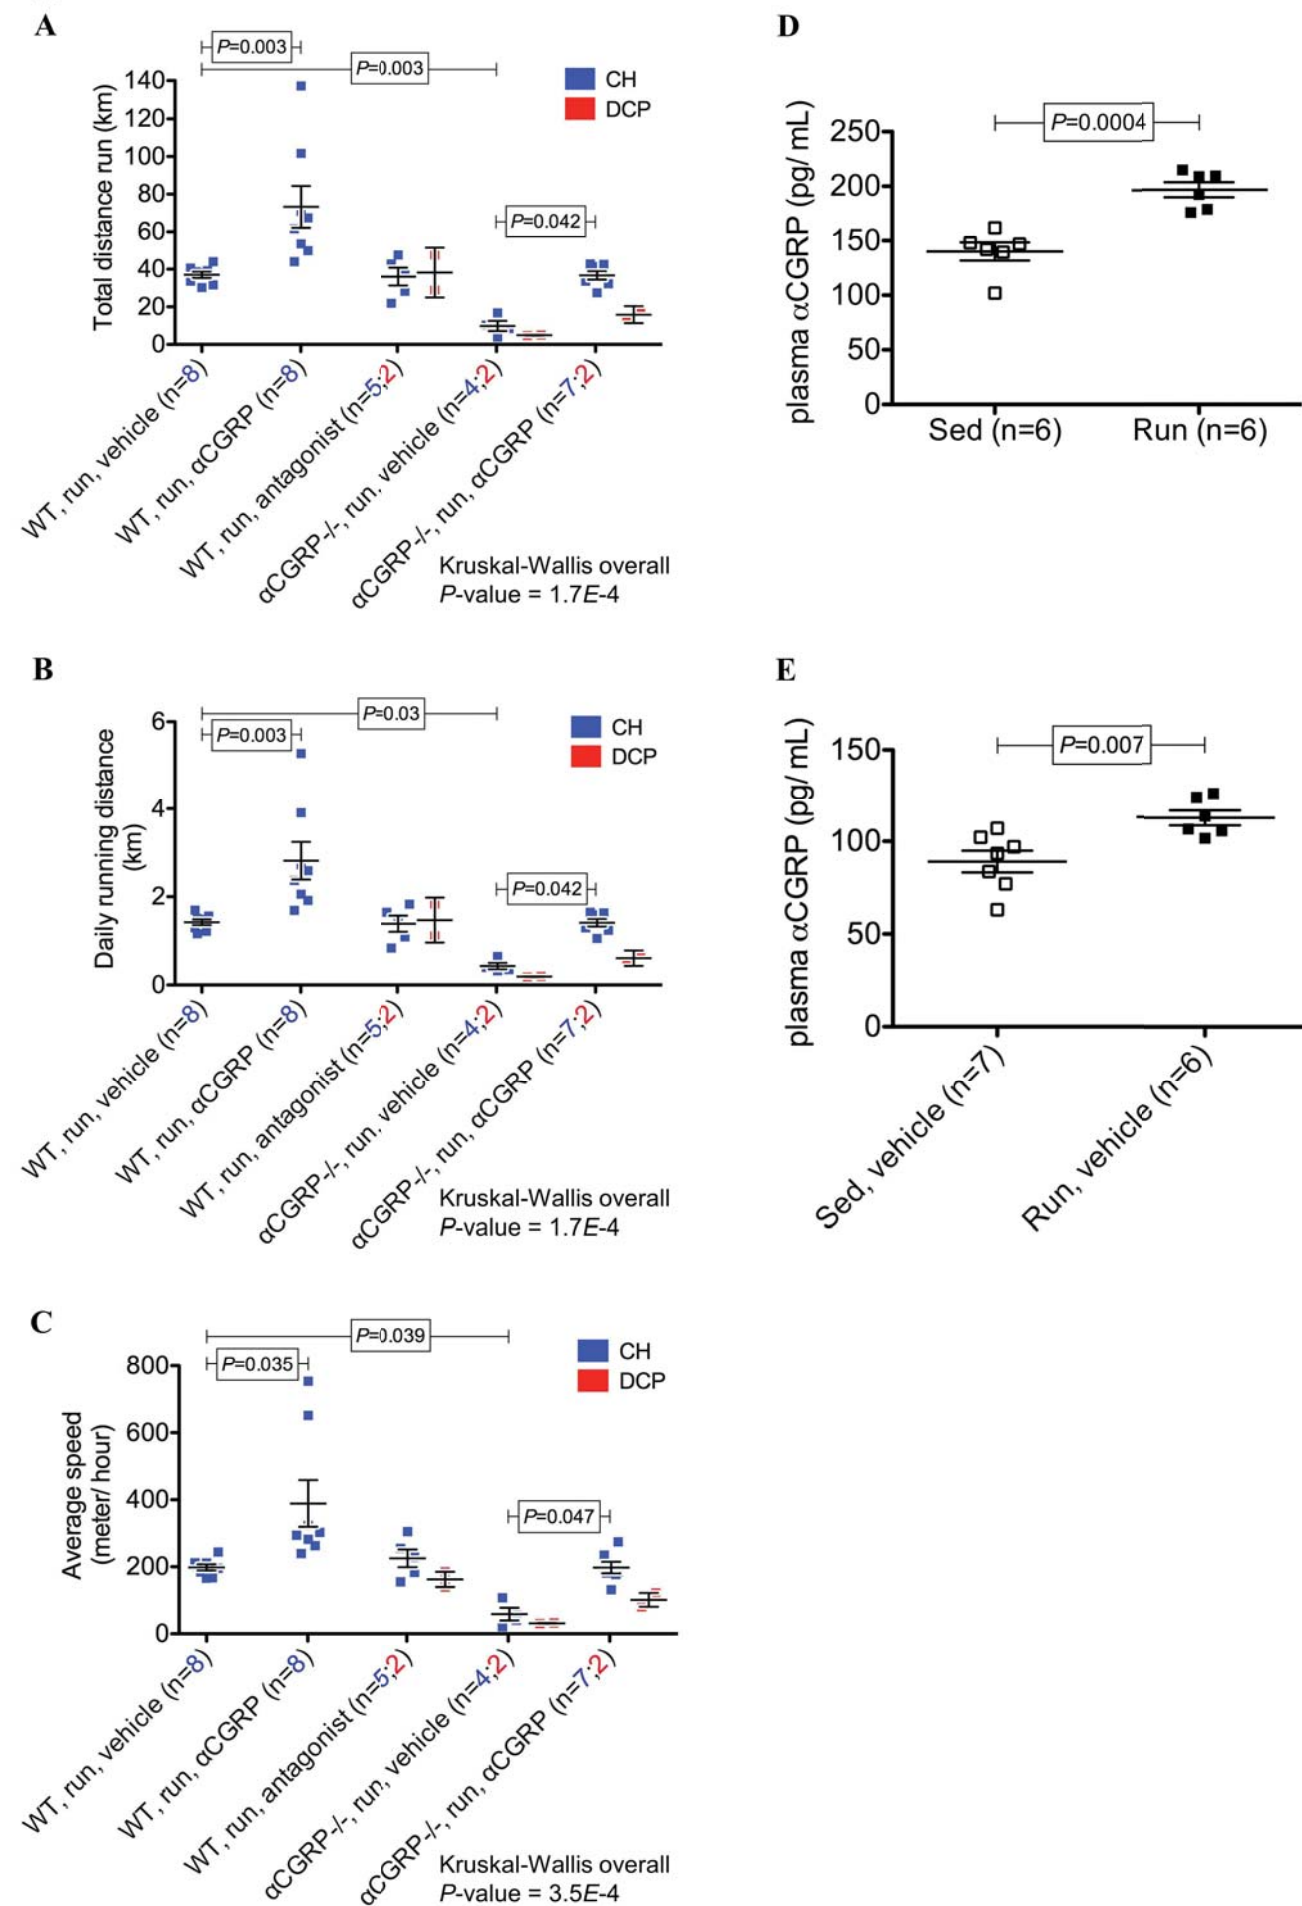 A
P=0.003
P=0.003
CH
DCP
P=0.042
Total distance run (km)
140
120
100
80
60
40
20
0
WT, run, vehicle (n=8)
WT, run, αCGRP (n=8)
WT, run, antagonist (n=5;2)
αCGRP-/-, run. vehicle (n=4;2)
αCGRP-/-, run, αCGRP (n=7;2)
Kruskal-Wallis overall
P-value = 1.7E-4
B
P=0.03
P=0.003
CH
DCP
P=0.042
Daily running distance
(km)
6
4
2
0
WT, run, vehicle (n=8)
WT, run, αCGRP (n=8)
WT, run, antagonist (n=5;2)
αCGRP-/-, run. vehicle (n=4;2)
αCGRP-/-, run, αCGRP (n=7;2)
Kruskal-Wallis overall
P-value = 1.7E-4
C
P=0.039
P=0.035
CH
DCP
P=0.047
Average speed
(meter/ hour)
800
600
400
200
0
WT, run, vehicle (n=8)
WT, run, αCGRP (n=8)
WT, run, antagonist (n=5;2)
αCGRP-/-, run, vehicle (n=4;2)
αCGRP-/-, run, αCGRP (n=7;2)
Kruskal-Wallis overall
P-value = 3.5E-4
D
P=0.0004
plasma αCGRP (pg/ mL)
250
200
150
100
50
0
Sed (n=6)
Run (n=6)
E
P=0.007
plasma αCGRP (pg/ mL)
150
100
50
0
Sed, vehicle (n=7)
Run, vehicle (n=6)